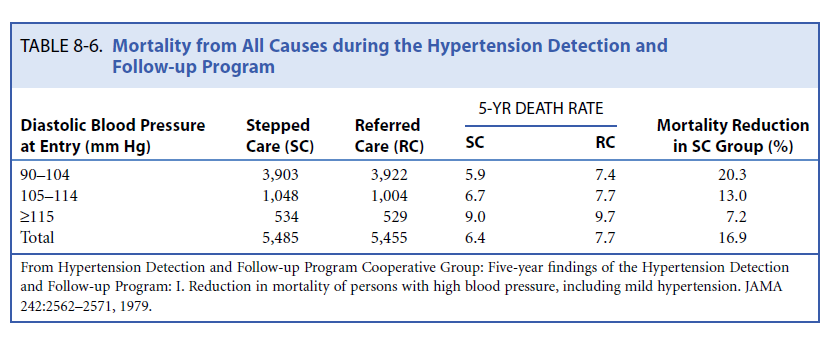 TABLE 8-6. Mortality from All Causes during the Hypertension Detection and
Follow-up Program
5-YR DEATH RATE
Diastolic Blood Pressure Stepped Referred Mortality Reduction
at Entry (mm Hg) Care (SC) Care (RC) SC RC in SC Group (%)
90–104 3,903 3,922 5.9 7.4 20.3
105–114 1,048 1,004 6.7 7.7 13.0
≥115 534 529 9.0 9.7 7.2
Total 5,485 5,455 6.4 7.7 16.9
From Hypertension Detection and Follow-up Program Cooperative Group: Five-year findings of the Hypertension Detection
and Follow-up Program: I. Reduction in mortality of persons with high blood pressure, including mild hypertension. JAMA
242:2562–2571, 1979.